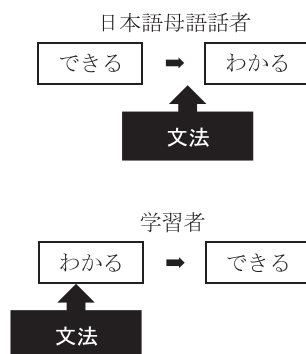 日本語母語話者
できる ➡ わかる
文法
学習者
わかる ➡ できる
文法